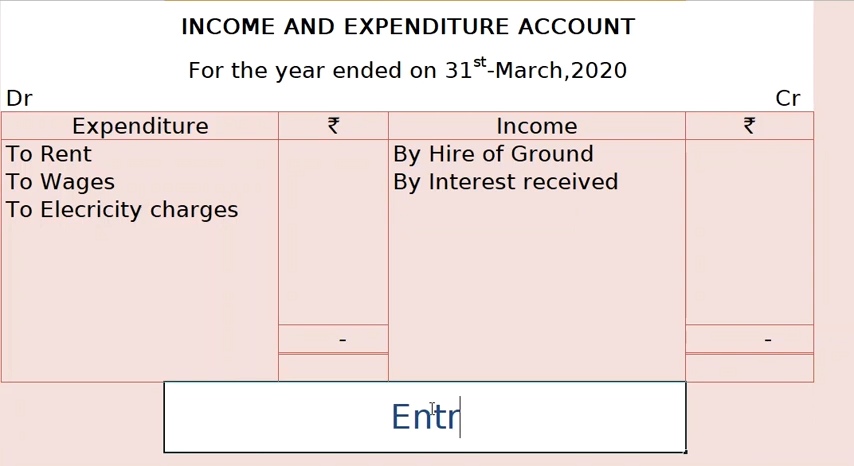 INCOME AND EXPENDITURE ACCOUNT
For the year ended on 31st-March,2020
Dr Cr
Expenditure ₹ Income ₹
To Rent By Hire of Ground
To Wages By Interest received
To Elecricity charges
- -
Entr